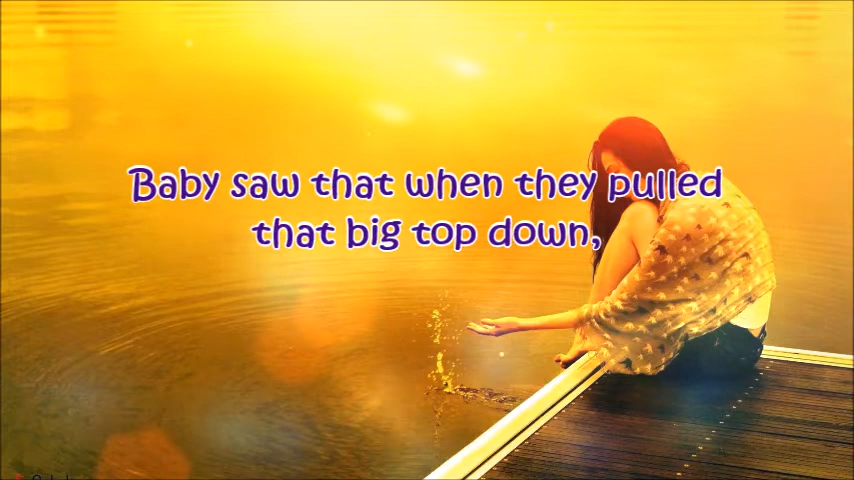 Baby saw that when they pulled
that big top down,